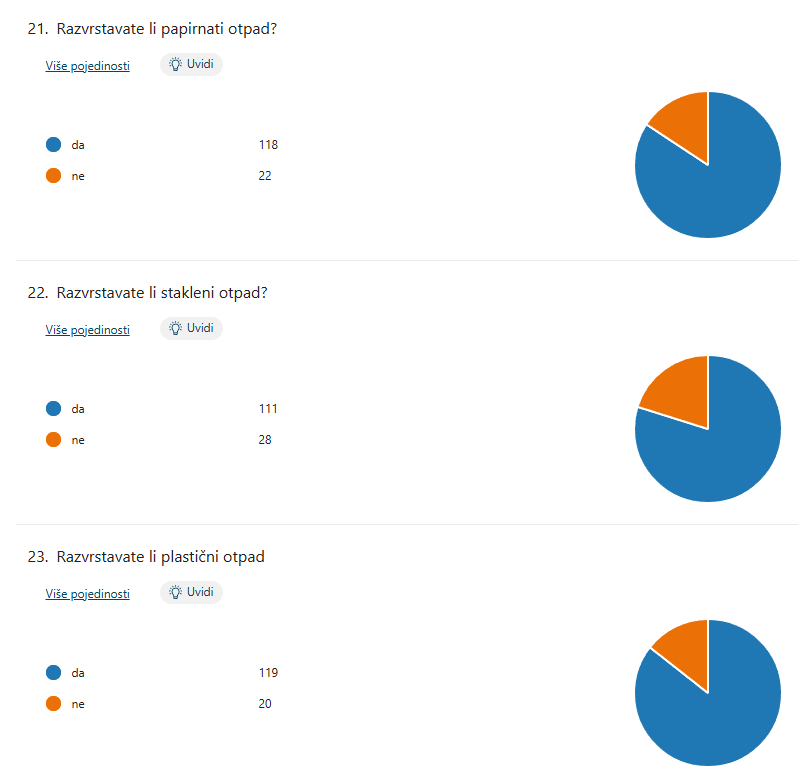 21. Razvrstavate li papirnati otpad?
Više pojedinosti
Uvidi
da 118
ne 22
22. Razvrstavate li stakleni otpad?
Više pojedinosti
Uvidi
da 111
ne 28
23. Razvrstavate li plastični otpad
Više pojedinosti
Uvidi
da 119
ne 20